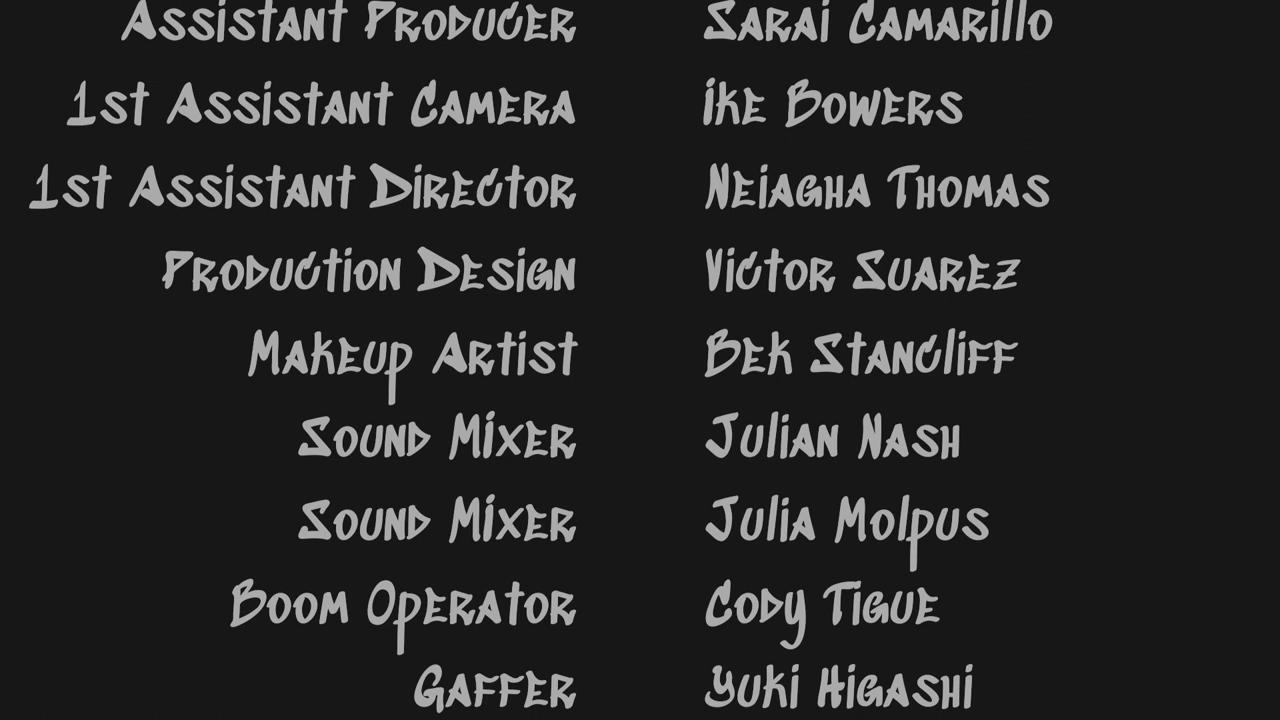 Assistant Producer Sarai Camarillo
1st Assistant Camera Ike Bowers
1st Assistant Director Neiagha Thomas
Production Design Victor Suarez
Makeup Artist Bek Stancliff
Sound Mixer Julian Nash
Sound Mixer Julia Molpus
Boom Operator Cody Tigue
Gaffer Yuki Higashi